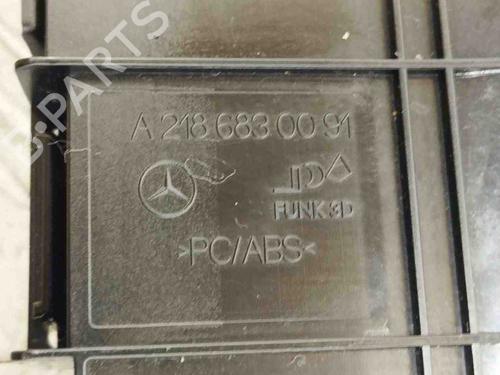 A 218 683 00 91
FUNK 3D
>PC/ABS<
B-PARTS